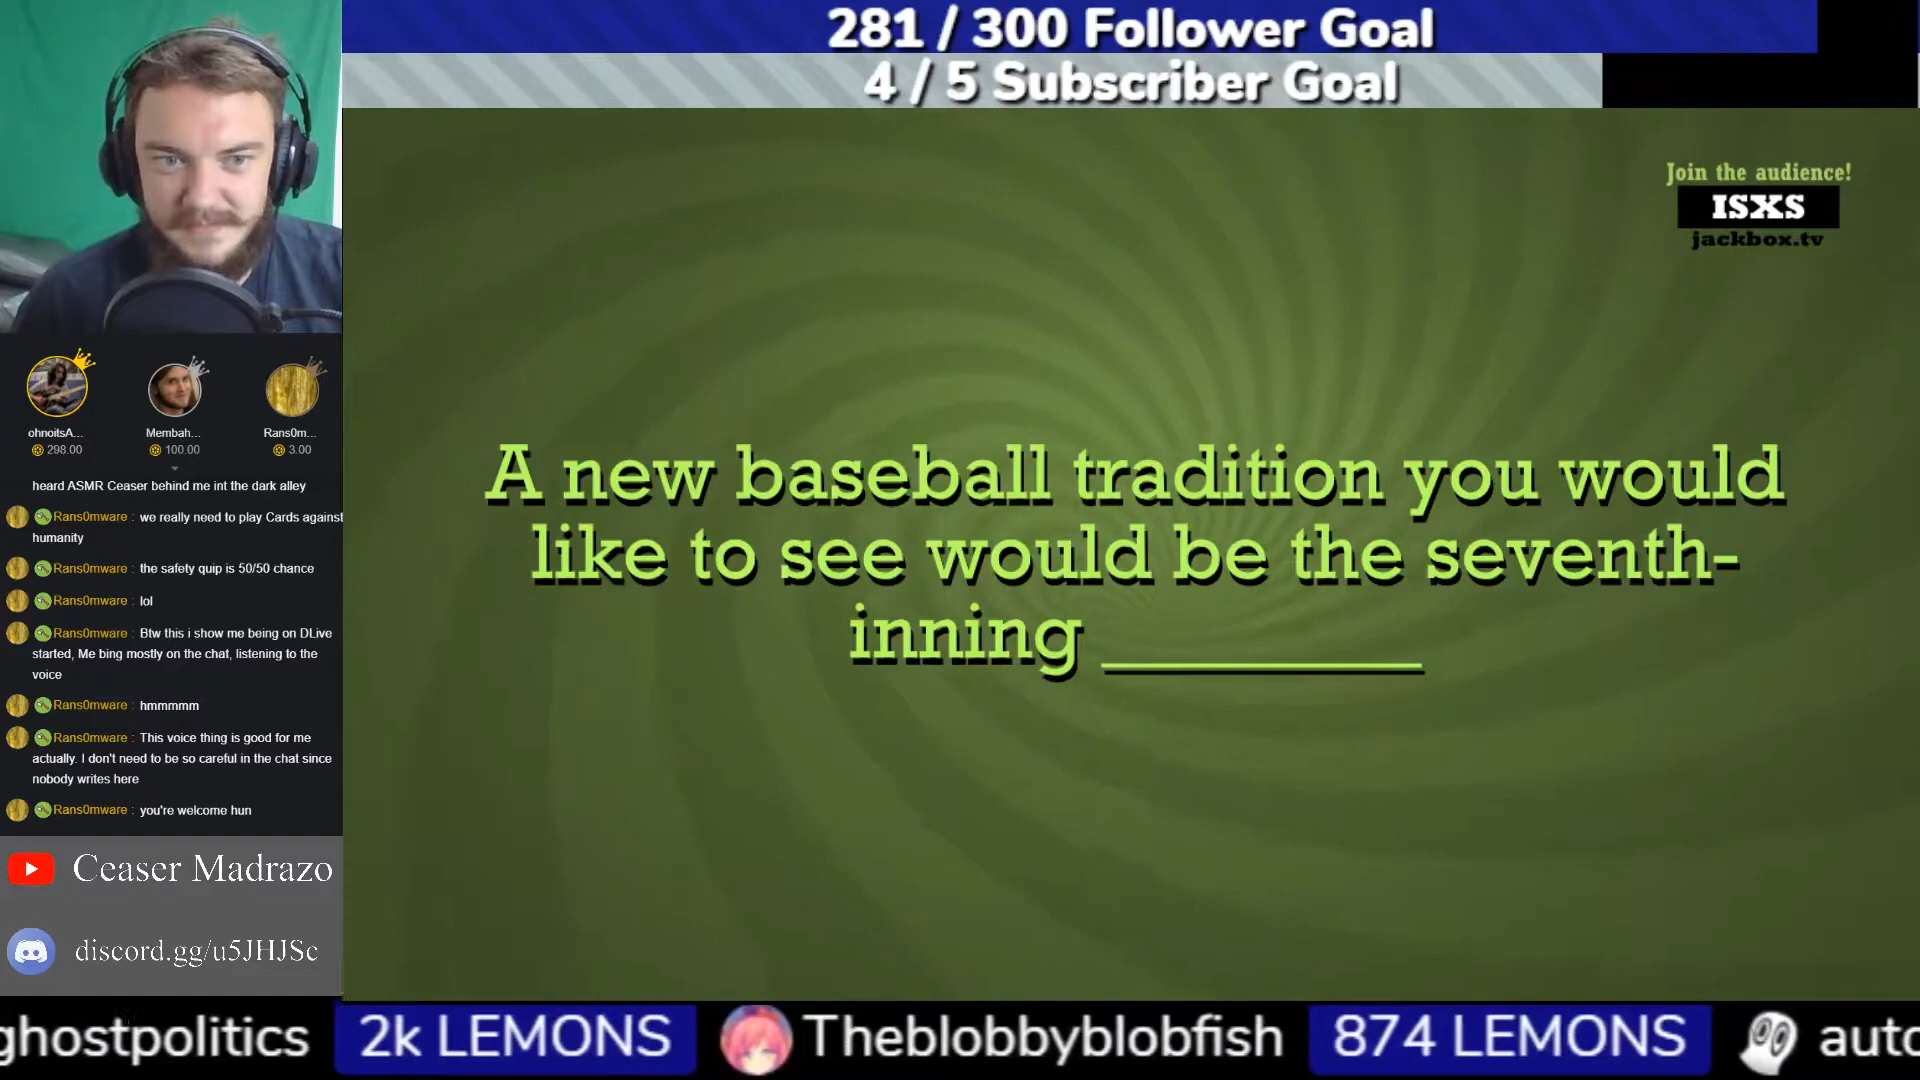 281 / 300 Follower Goal
4 / 5 Subscriber Goal
Join the audience!
ISXS
jackbox.tv
A new baseball tradition you would
like to see would be the seventh-
inning
ohnoitsA...
298.00
Membah...
100.00
Rans0m...
3.00
heard ASMR Ceaser behind me int the dark alley
Rans0mware : we really need to play Cards against
humanity
Rans0mware : the safety quip is 50/50 chance
Rans0mware : lol
Rans0mware : Btw this i show me being on DLive
started, Me bing mostly on the chat, listening to the
voice
Rans0mware : hmmmmm
Rans0mware : This voice thing is good for me
actually. I don't need to be so careful in the chat since
nobody writes here
Rans0mware : you're welcome hun
Ceaser Madrazo
discord.gg/u5JHJSc
ghostpolitics 2k LEMONS Theblobbyblobfish 874 LEMONS auto